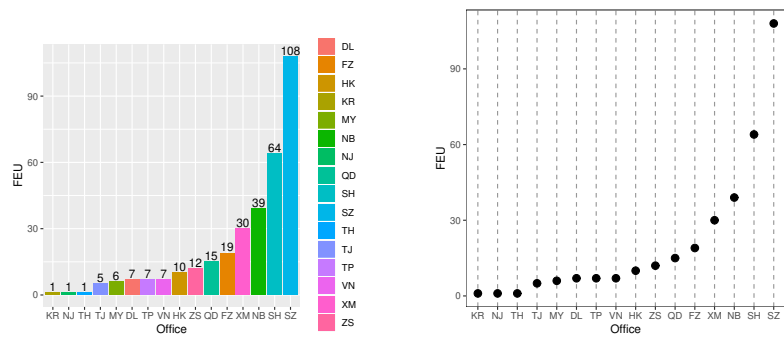 108
64
39
30
19
15
12
10
7
7
7
6
5
1
1
1
90
60
30
0
FEU
KR NJ TH TJ MY DL TP VN HK ZS QD FZ XM NB SH SZ
Office
DL
FZ
HK
KR
MY
NB
NJ
QD
SH
SZ
TH
TJ
TP
VN
XM
ZS
90
60
30
0
FEU
KR NJ TH TJ MY DL TP VN HK ZS QD FZ XM NB SH SZ
Office